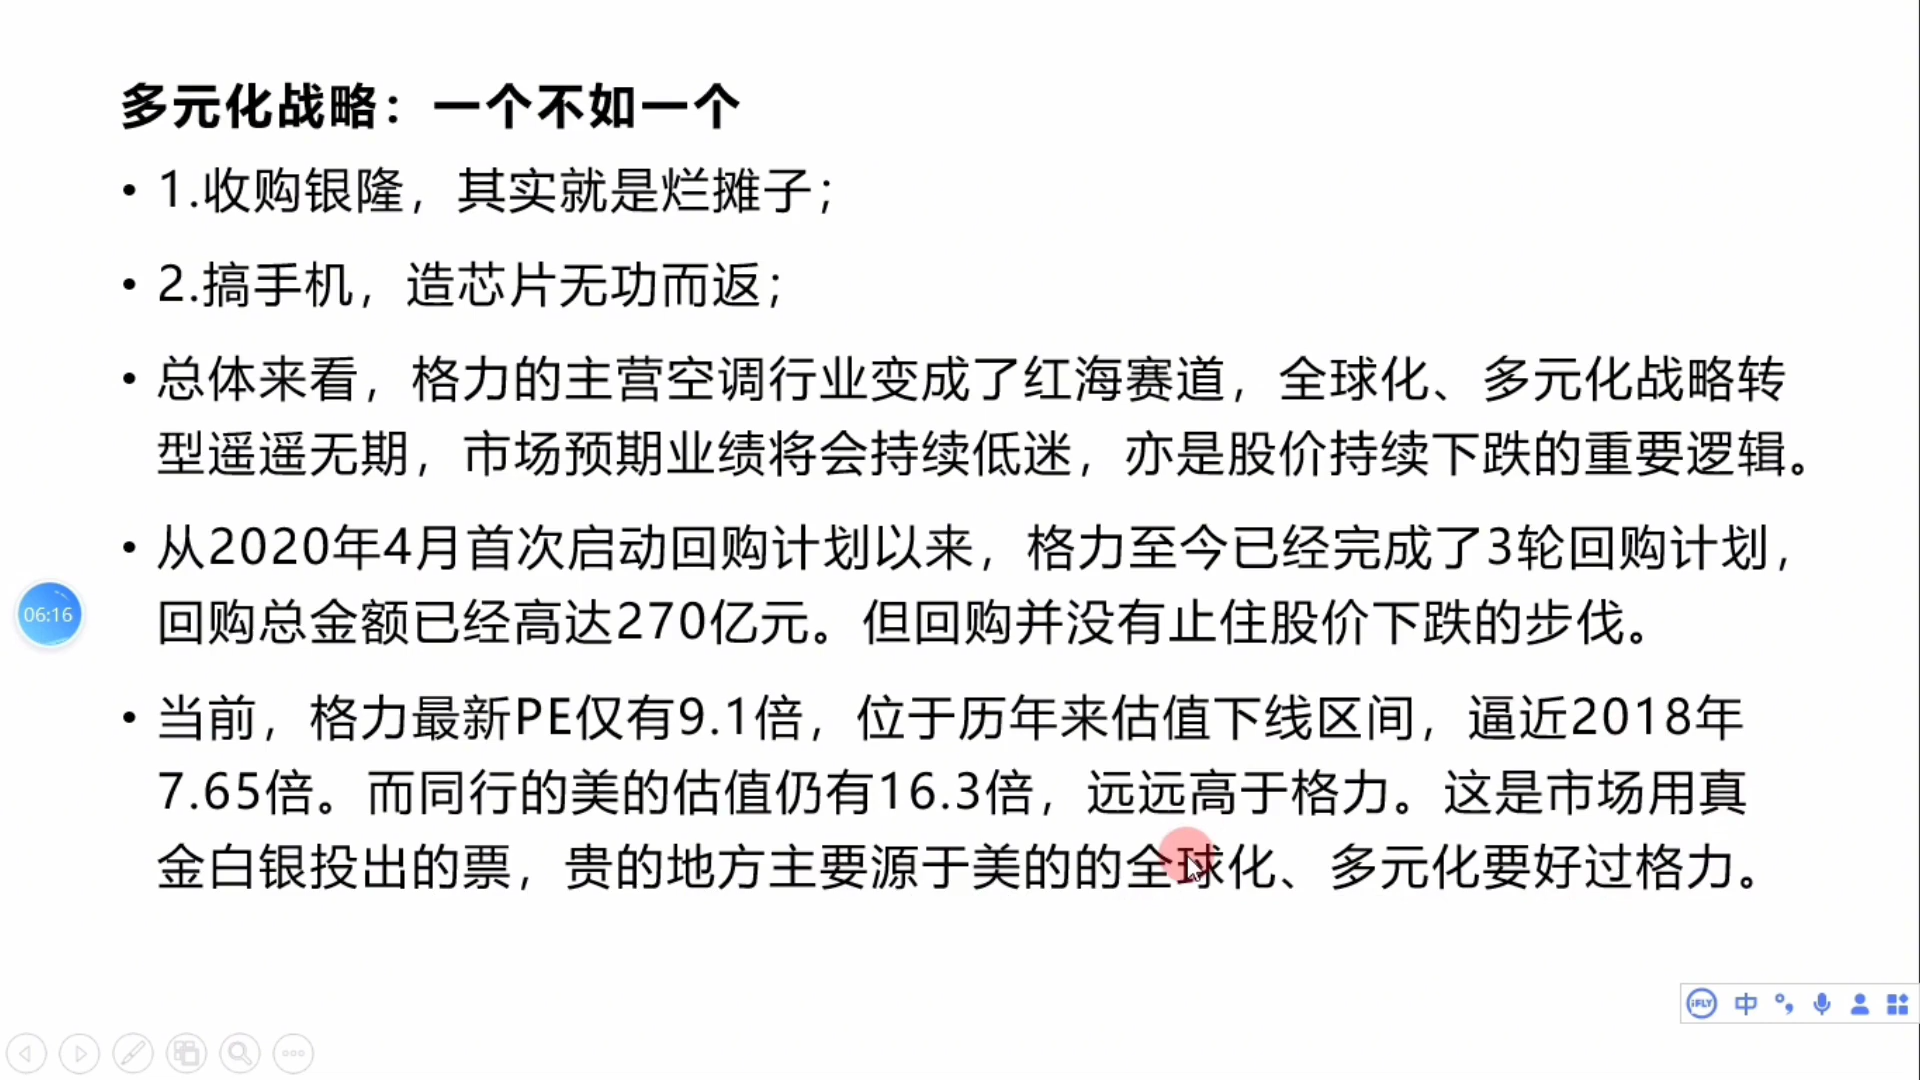 多元化战略：一个不如一个
• 1.收购银隆，其实就是烂摊子；
• 2.搞手机，造芯片无功而返；
• 总体来看，格力的主营空调行业变成了红海赛道，全球化、多元化战略转
型遥遥无期，市场预期业绩将会持续低迷，亦是股价持续下跌的重要逻辑。
• 从2020年4月首次启动回购计划以来，格力至今已经完成了3轮回购计划，
回购总金额已经高达270亿元。但回购并没有止住股价下跌的步伐。
06:16
• 当前，格力最新PE仅有9.1倍，位于历年来估值下线区间，逼近2018年
7.65倍。而同行的美的估值仍有16.3倍，远远高于格力。这是市场用真
金白银投出的票，贵的地方主要源于美的的全球化、多元化要好过格力。
iFLY 中